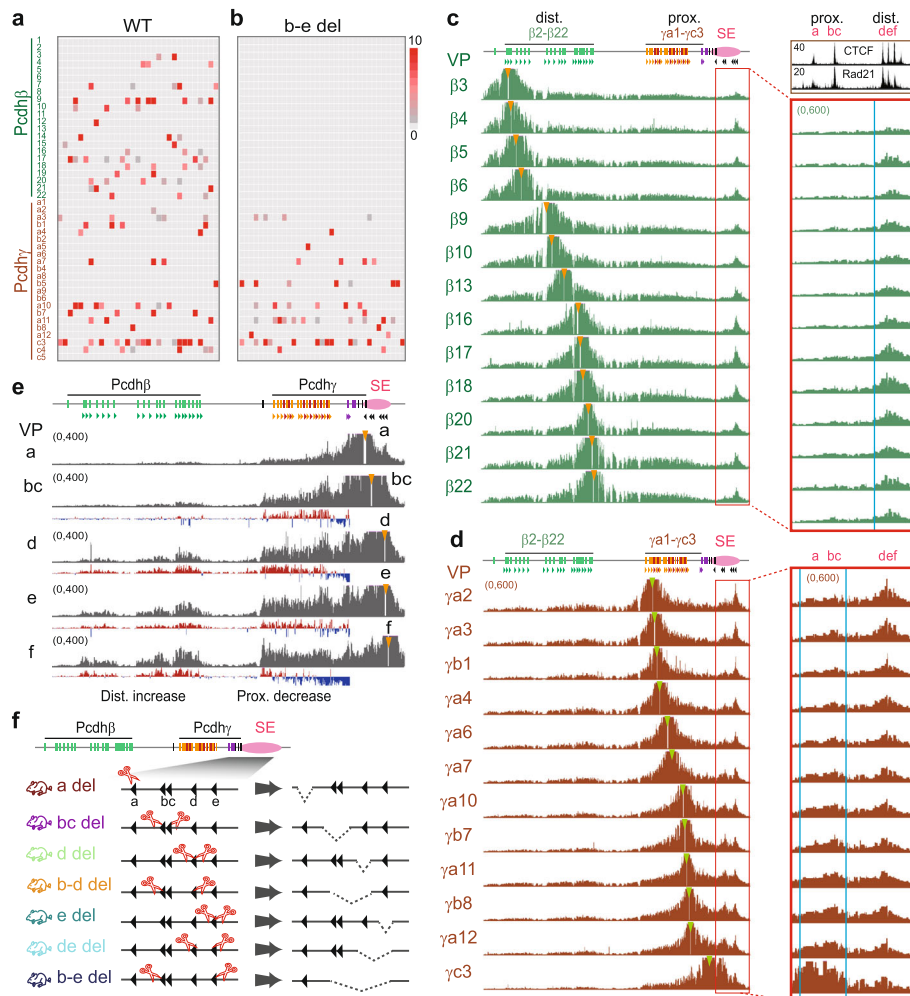 a
WT
b
b-e del
Pcdhβ
Pcdhγ
1
2
3
4
5
6
7
8
9
10
11
12
13
14
15
16
17
18
19
20
21
22
a1
a2
a3
b1
a4
b2
a5
a6
a7
b4
a8
b5
a9
b6
a10
b7
a11
b8
a12
c3
c4
c5
10
0
c
dist.
prox.
β2-β22
γa1-γc3
SE
VP
β3
β4
β5
β6
β9
β10
β13
β16
β17
β18
β20
β21
β22
prox.
dist.
a bc def
40
CTCF
20
Rad21
(0,600)
d
β2-β22
γa1-γc3
SE
VP
(0,600)
γa2
γa3
γb1
γa4
γa6
γa7
γa10
γb7
γa11
γb8
γa12
γc3
a bc def
(0,600)
e
Pcdhβ
Pcdhγ
SE
VP
a
(0,400)
a
bc
(0,400)
bc
d
(0,400)
d
e
(0,400)
e
f
(0,400)
f
Dist. increase
Prox. decrease
f
Pcdhβ
Pcdhγ
SE
a del
a bc d e
bc del
d del
b-d del
e del
de del
b-e del